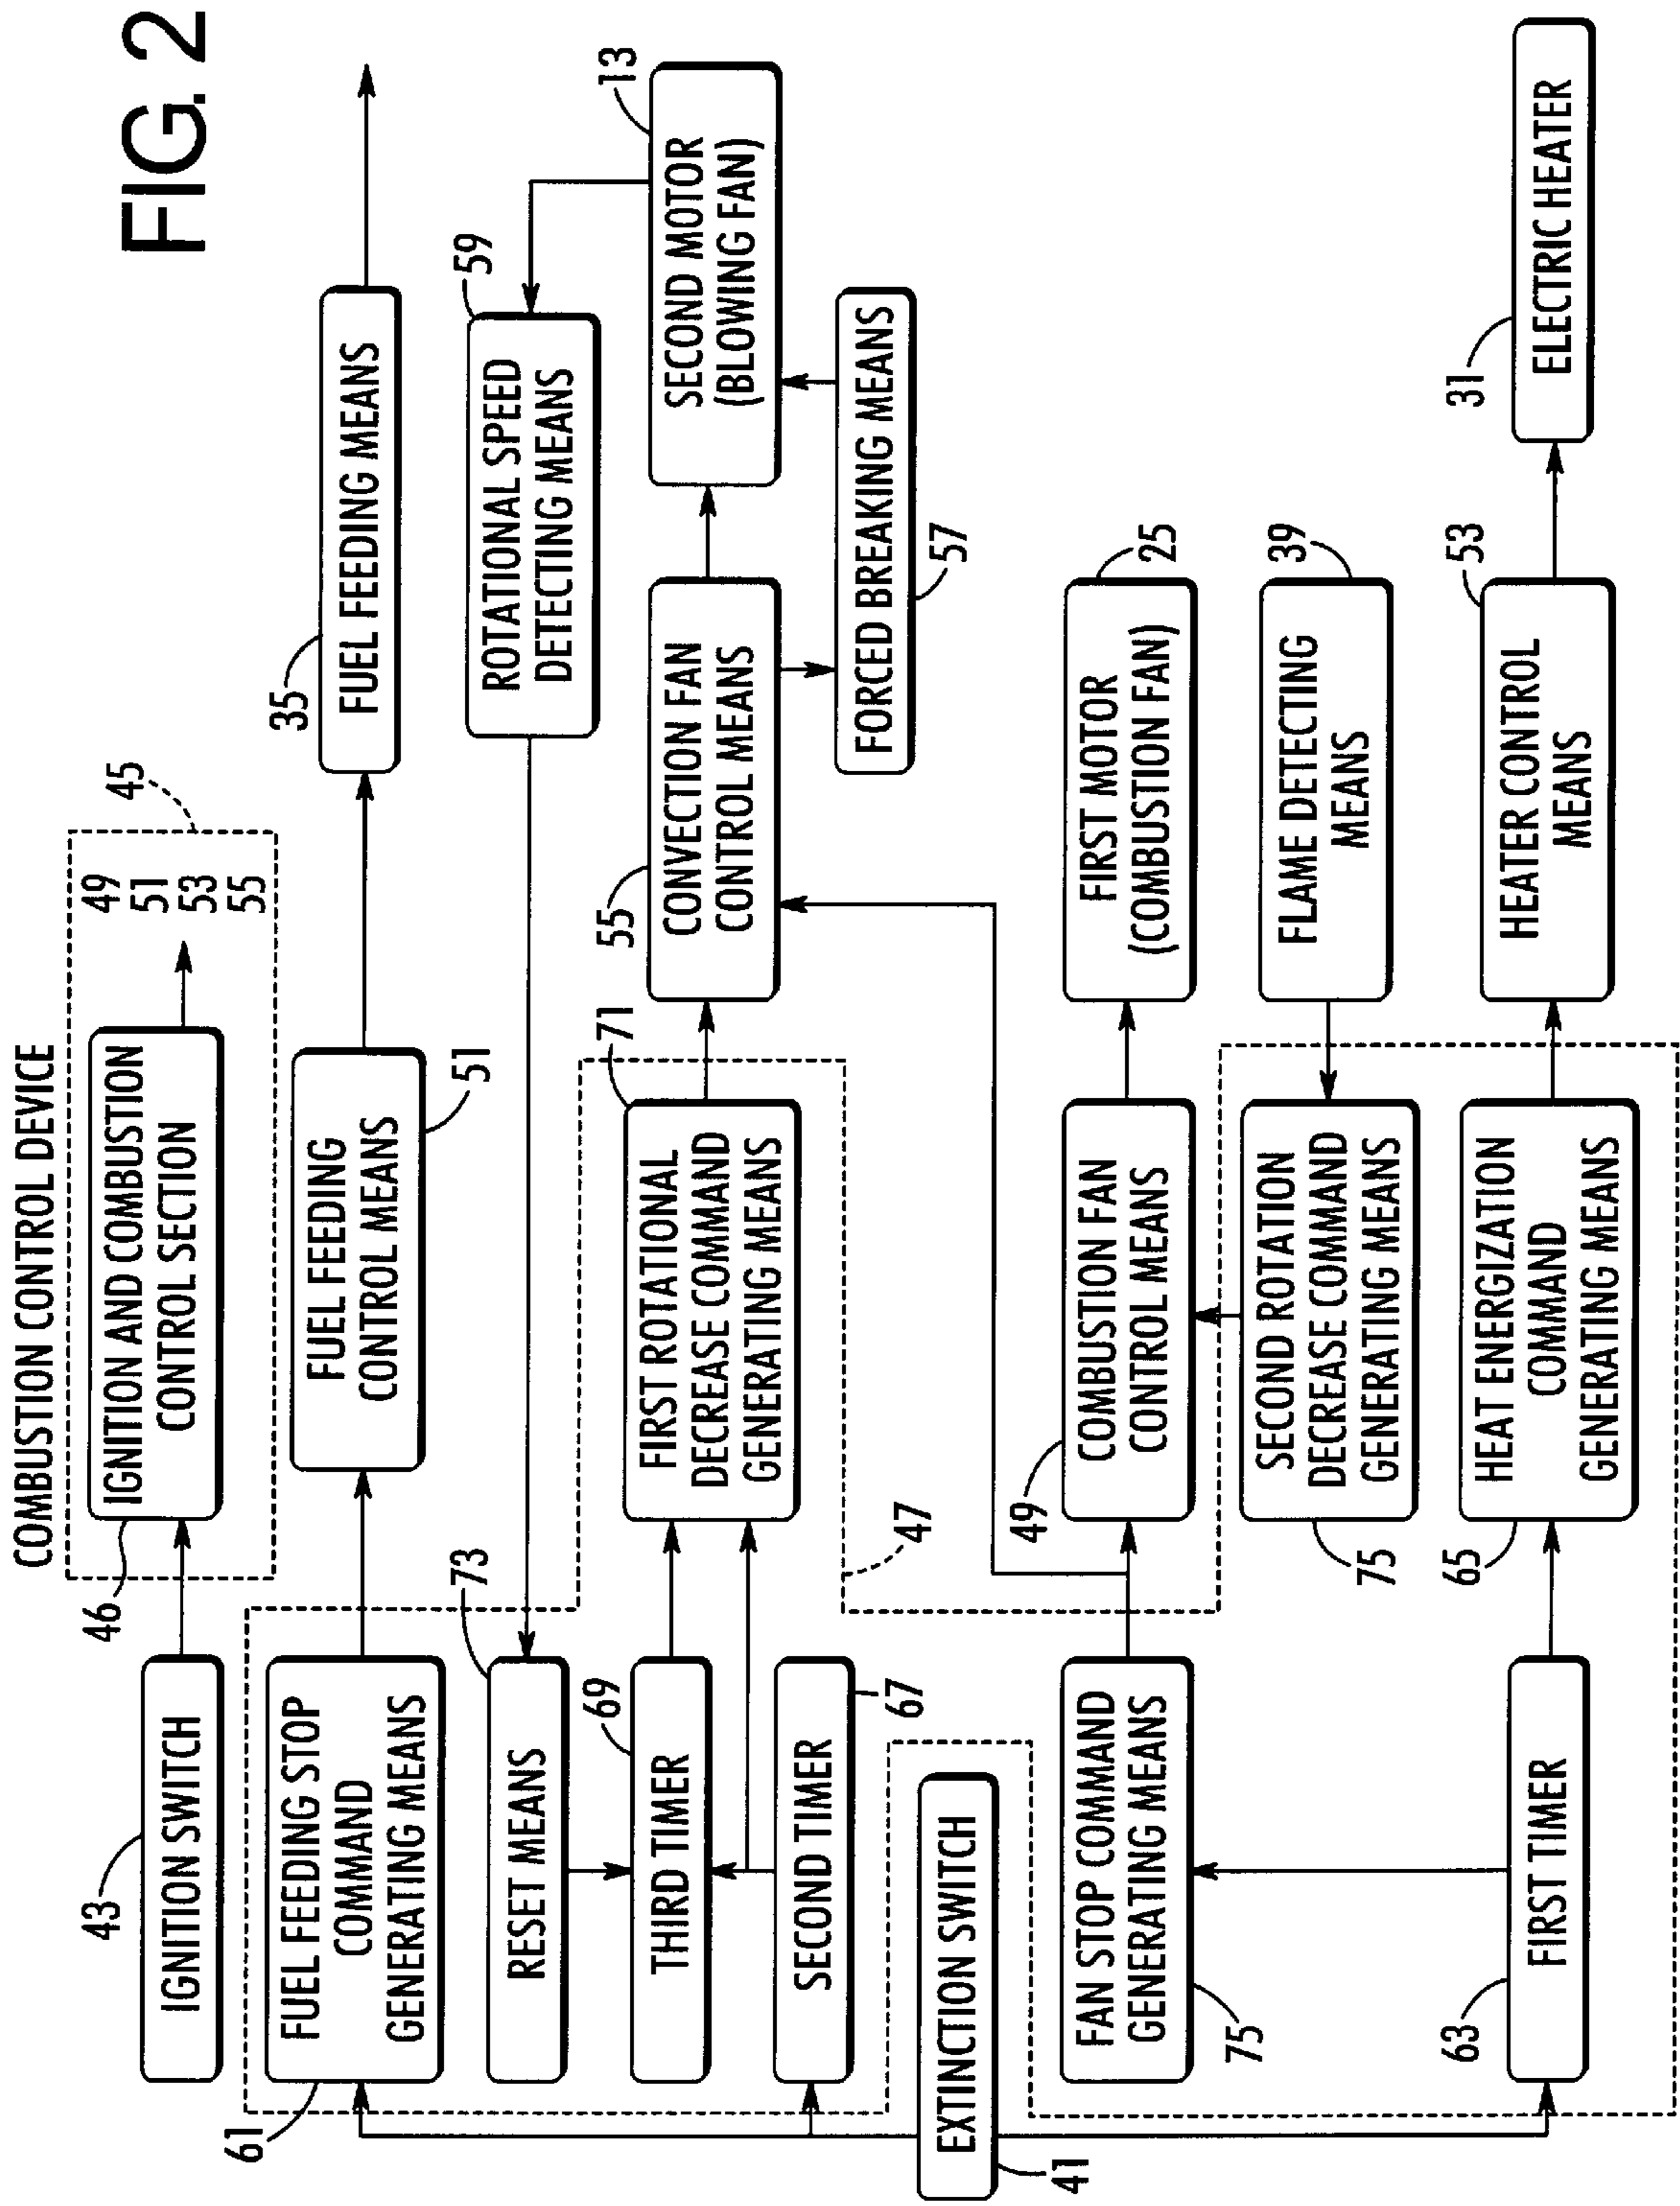 FIG. 2
COMBUSTION CONTROL DEVICE
45
43
IGNITION SWITCH
46
IGNITION AND COMBUSTION
CONTROL SECTION
49
51
53
55
61
FUEL FEEDING STOP
COMMAND
GENERATING MEANS
FUEL FEEDING
CONTROL MEANS
51
35
FUEL FEEDING MEANS
73
RESET MEANS
59
ROTATIONAL SPEED
DETECTING MEANS
69
THIRD TIMER
67
SECOND TIMER
71
FIRST ROTATIONAL
DECREASE COMMAND
GENERATING MEANS
55
CONVECTION FAN
CONTROL MEANS
13
SECOND MOTOR
(BLOWING FAN)
FORCED BREAKING MEANS
57
47
EXTINCTION SWITCH
41
FAN STOP COMMAND
GENERATING MEANS
75
49
COMBUSTION FAN
CONTROL MEANS
FIRST MOTOR
(COMBUSTION FAN)
25
SECOND ROTATION
DECREASE COMMAND
GENERATING MEANS
75
FLAME DETECTING
MEANS
39
63
FIRST TIMER
65
HEAT ENERGIZATION
COMMAND
GENERATING MEANS
53
HEATER CONTROL
MEANS
31
ELECTRIC HEATER